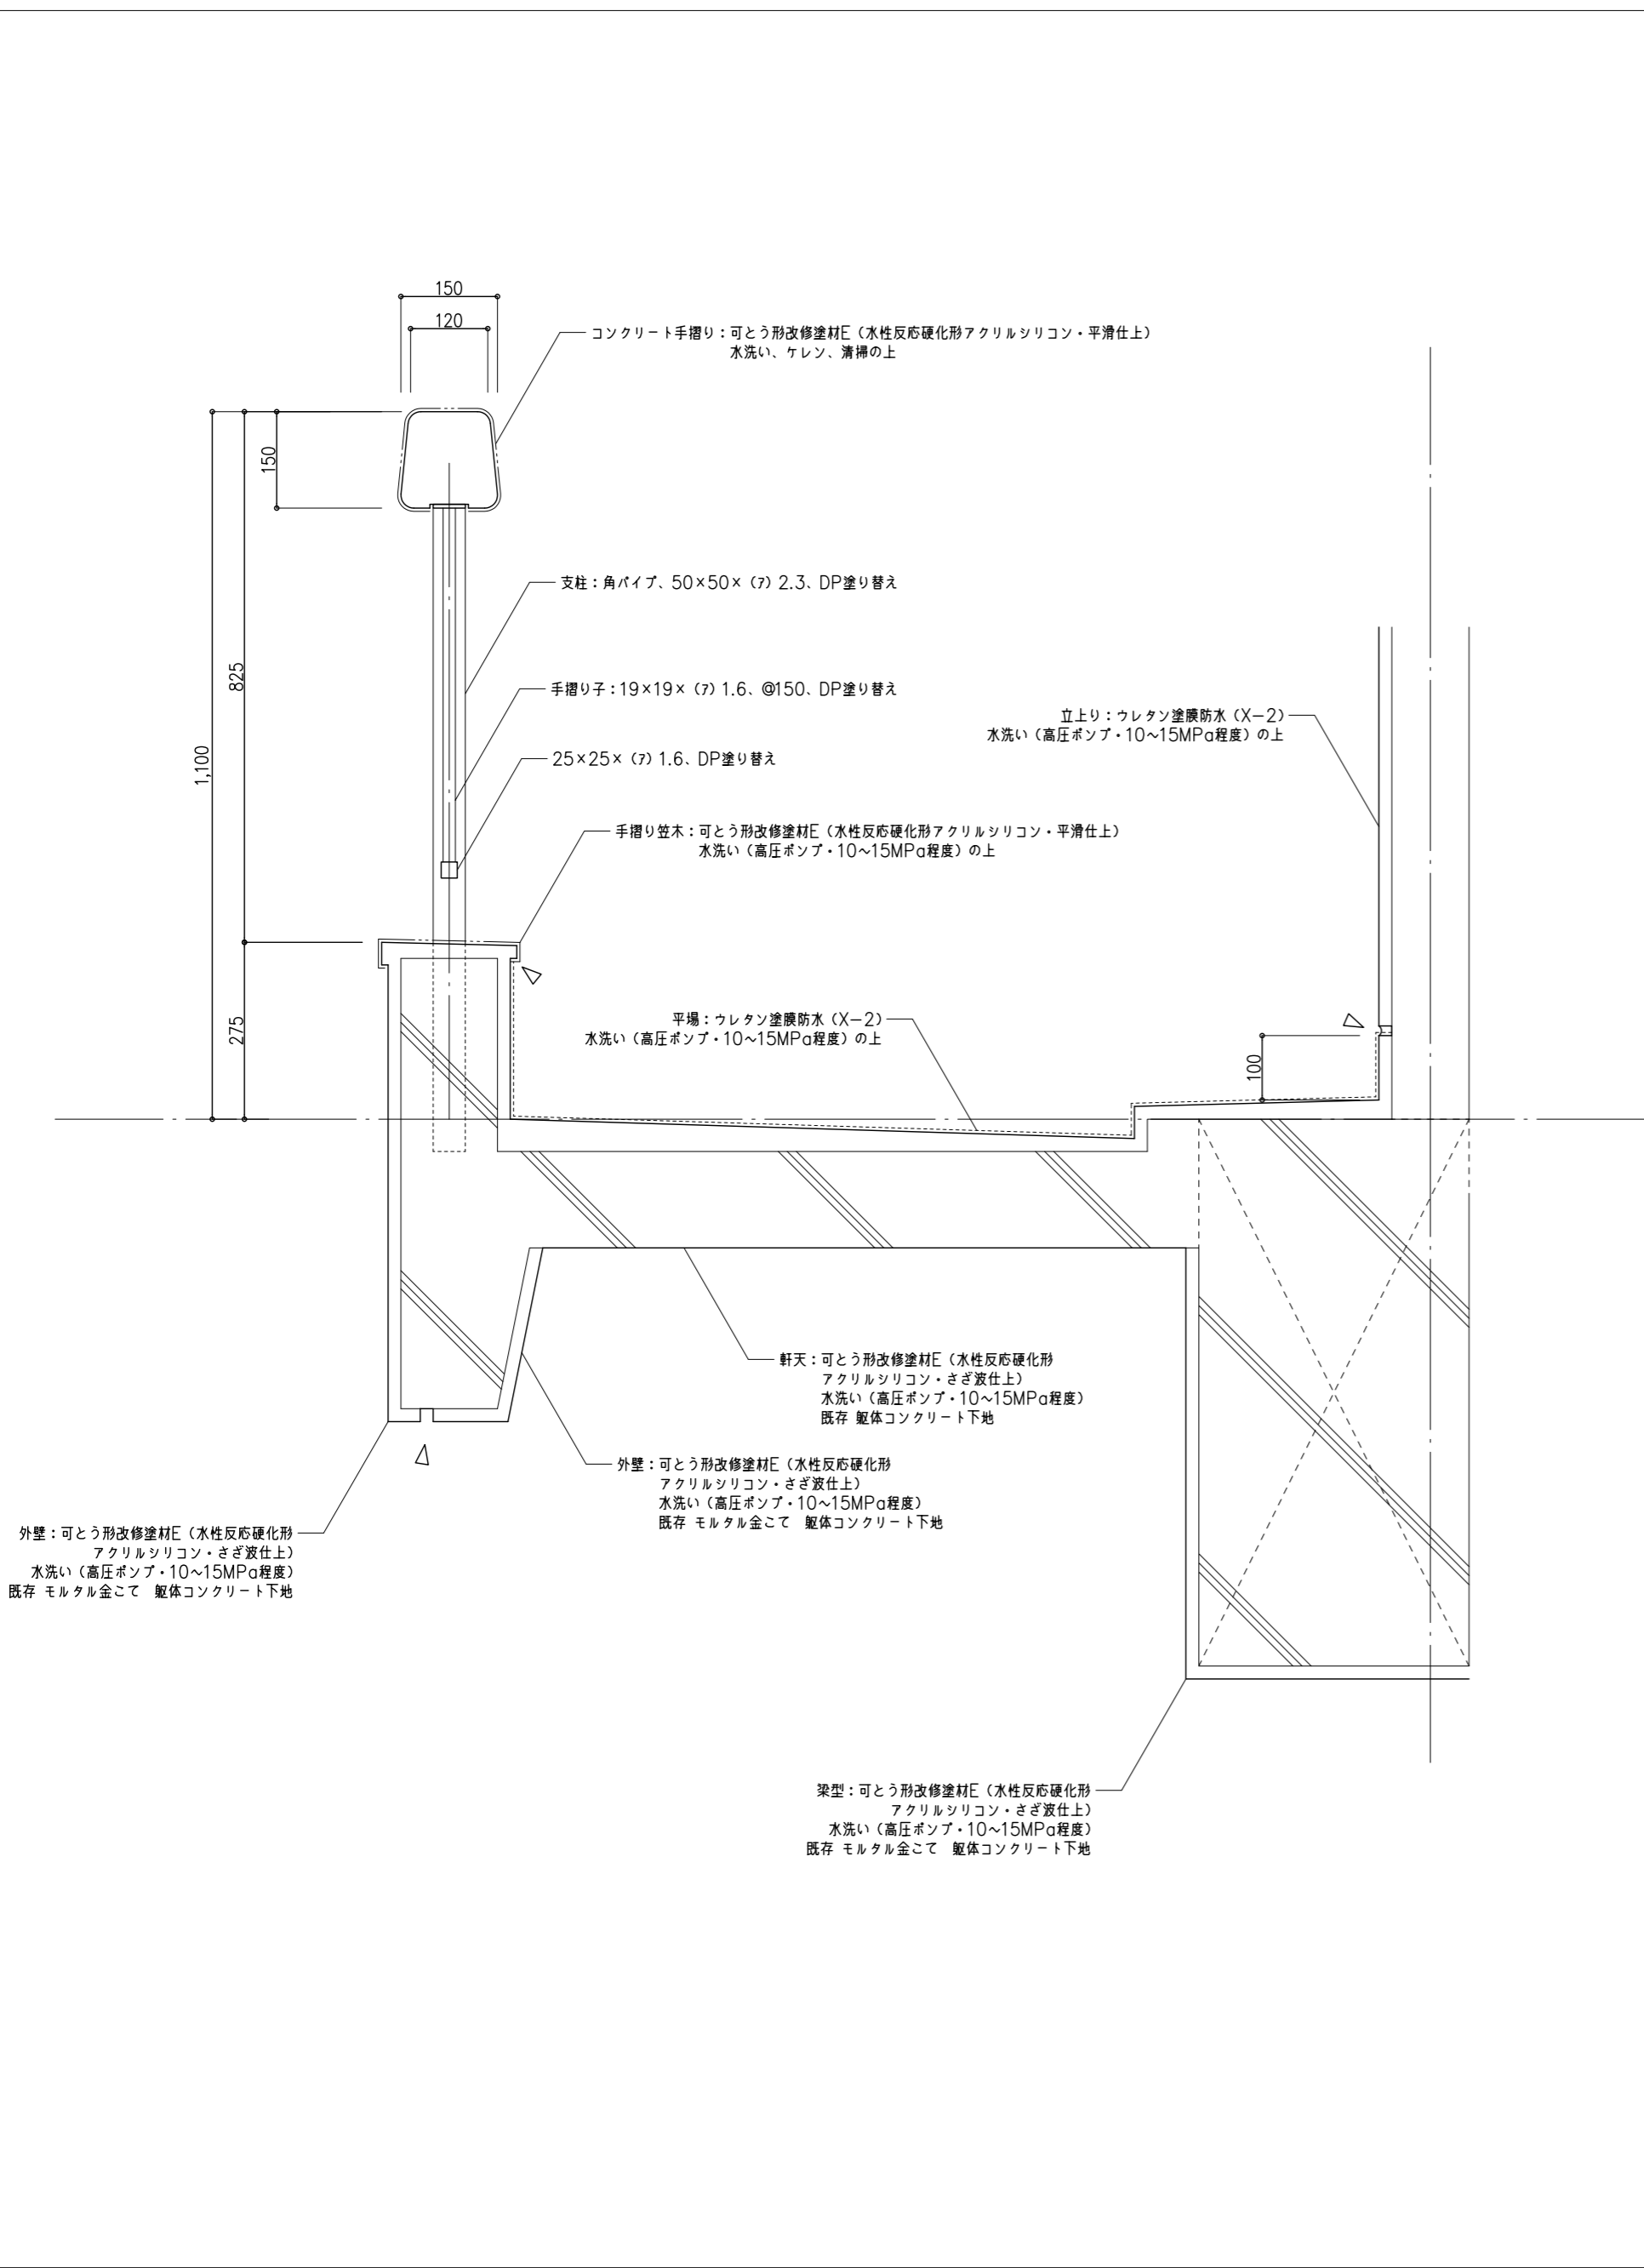 150
120
コンクリート手摺り：可とう形改修塗材E（水性反応硬化形アクリルシリコン・平滑仕上）
水洗い、ケレン、清掃の上
150
支柱：角パイプ、50×50×（ｱ）2.3、DP塗り替え
825
手摺り子：19×19×（ｱ）1.6、@150、DP塗り替え
立上り：ウレタン塗膜防水（X−2）
水洗い（高圧ポンプ・10〜15MPa程度）の上
1,100
25×25×（ｱ）1.6、DP塗り替え
手摺り笠木：可とう形改修塗材E（水性反応硬化形アクリルシリコン・平滑仕上）
水洗い（高圧ポンプ・10〜15MPa程度）の上
275
平場：ウレタン塗膜防水（X−2）
水洗い（高圧ポンプ・10〜15MPa程度）の上
100
軒天：可とう形改修塗材E（水性反応硬化形
アクリルシリコン・さざ波仕上）
水洗い（高圧ポンプ・10〜15MPa程度）
既存 躯体コンクリート下地
外壁：可とう形改修塗材E（水性反応硬化形
アクリルシリコン・さざ波仕上）
水洗い（高圧ポンプ・10〜15MPa程度）
既存 モルタル金こて　躯体コンクリート下地
外壁：可とう形改修塗材E（水性反応硬化形
アクリルシリコン・さざ波仕上）
水洗い（高圧ポンプ・10〜15MPa程度）
既存 モルタル金こて　躯体コンクリート下地
梁型：可とう形改修塗材E（水性反応硬化形
アクリルシリコン・さざ波仕上）
水洗い（高圧ポンプ・10〜15MPa程度）
既存 モルタル金こて　躯体コンクリート下地